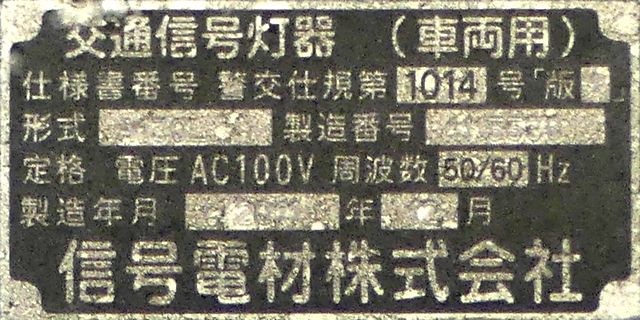 交通信号灯器（車両用）
仕様書番号 警交仕規第 1014 号「版 」
形式 製造番号
定格 電圧 AC100V 周波数 50/60 Hz
製造年月 年 月
信号電材株式会社